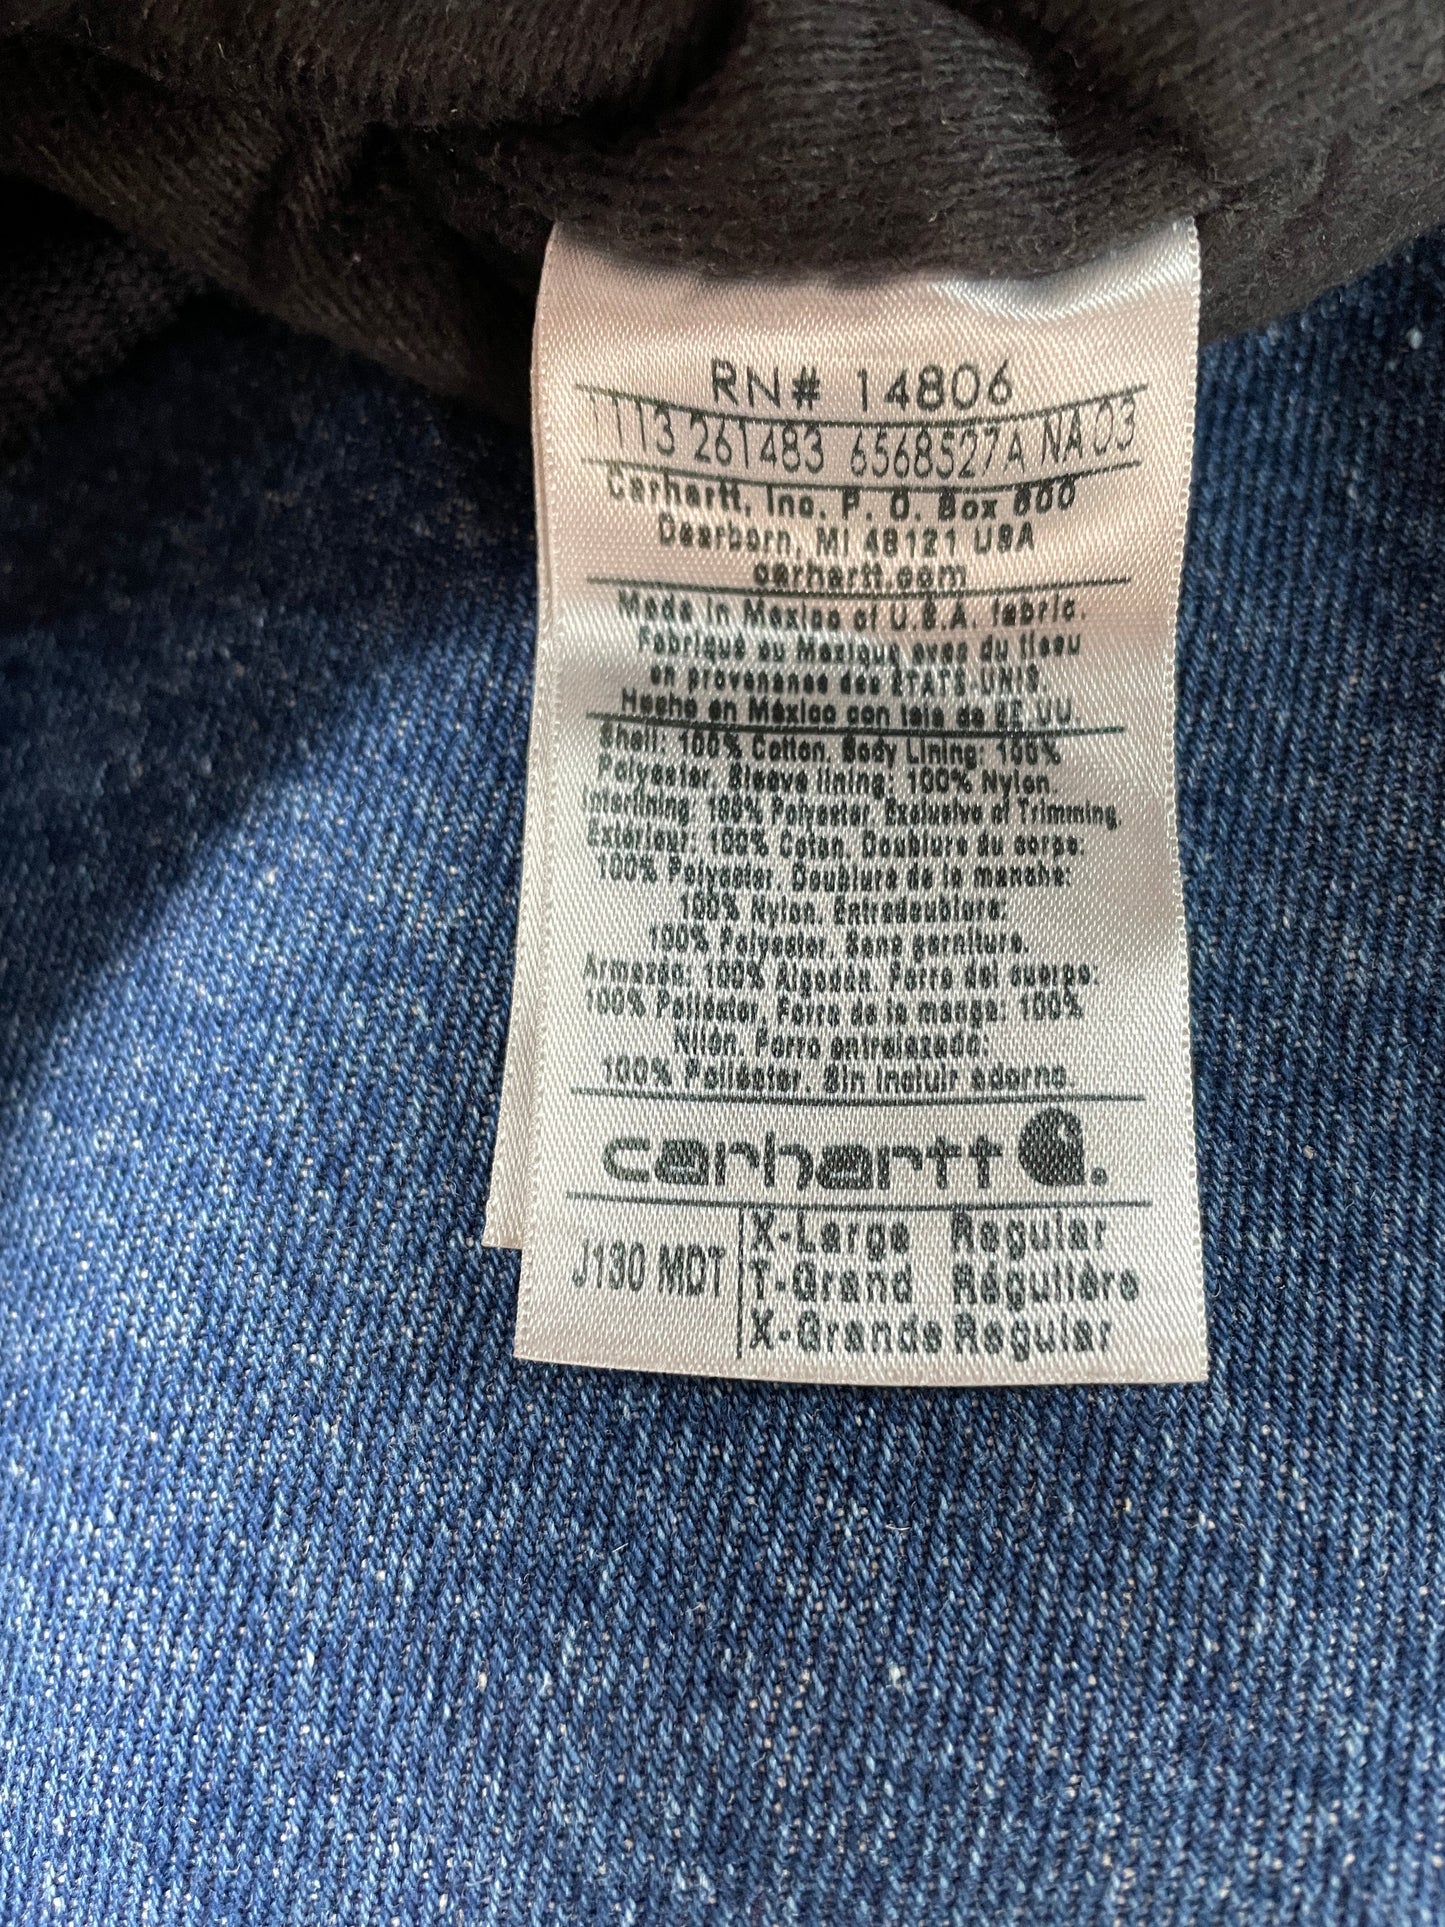 RN# 14806
1113 261483 6568527A NA 03
Carhartt, Inc. P. O. Box 600
Dearborn, MI 48121 USA
carhartt.com
Made in Mexico of U.S.A. fabric.
Fabriqué au Mexique avec du tissu
en provenance des ÉTATS-UNIS.
Hecho en México con tela de EE.UU.
Shell: 100% Cotton. Body Lining: 100%
Polyester. Sleeve lining: 100% Nylon.
Interlining: 100% Polyester. Exclusive of Trimming
Extérieur: 100% Coton. Doublure du corps:
100% Polyester. Doublure de la manche:
100% Nylon. Entredoublure:
100% Polyester. Sans garniture.
Armazón: 100% Algodón. Forro del cuerpo:
100% Poliéster, Forro de la manga: 100%
Nilón. Forro entrelazado:
100% Poliéster. Sin incluir adorno.
carhartt.
J130 MDT
X-Large Regular
T-Grand Régulière
X-Grande Regular